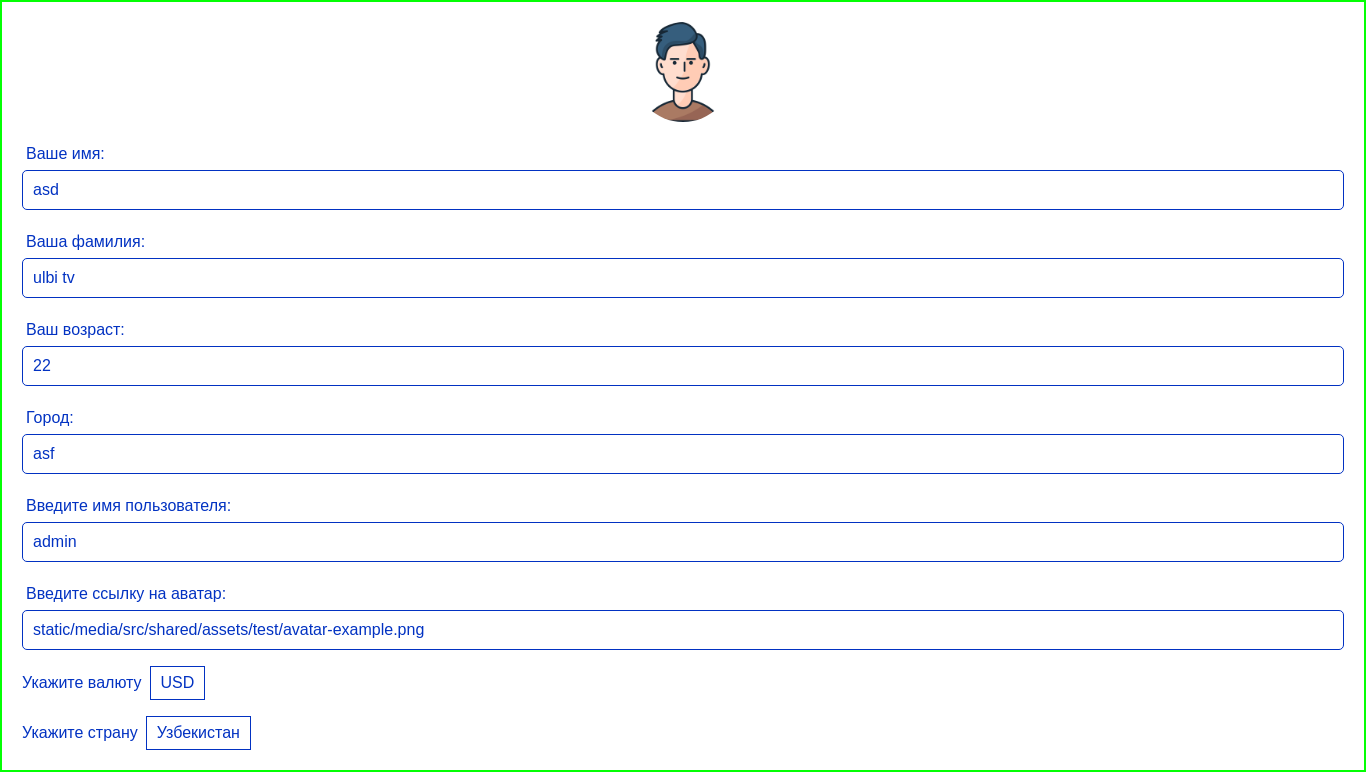 Ваше имя:
asd
Ваша фамилия:
ulbi tv
Ваш возраст:
22
Город:
asf
Введите имя пользователя:
admin
Введите ссылку на аватар:
static/media/src/shared/assets/test/avatar-example.png
Укажите валюту USD
Укажите страну Узбекистан